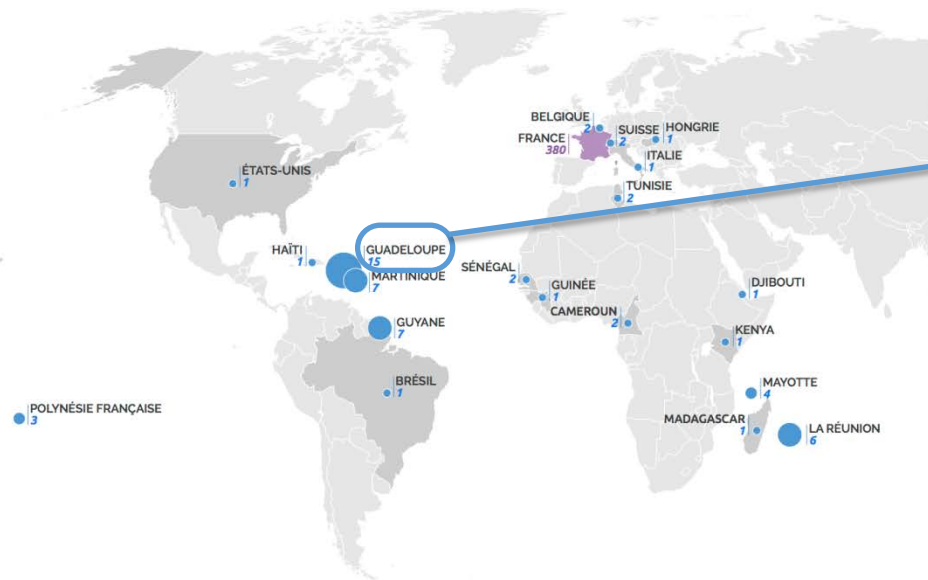 BELGIQUE
2
FRANCE
380
SUISSE
2
HONGRIE
1
ITALIE
1
ÉTATS-UNIS
1
TUNISIE
2
HAÏTI
1
GUADELOUPE
15
MARTINIQUE
7
SÉNÉGAL
2
GUINÉE
1
DJIBOUTI
1
CAMEROUN
2
GUYANE
7
KENYA
1
BRÉSIL
1
MAYOTTE
4
POLYNÉSIE FRANÇAISE
3
MADAGASCAR
1
LA RÉUNION
6